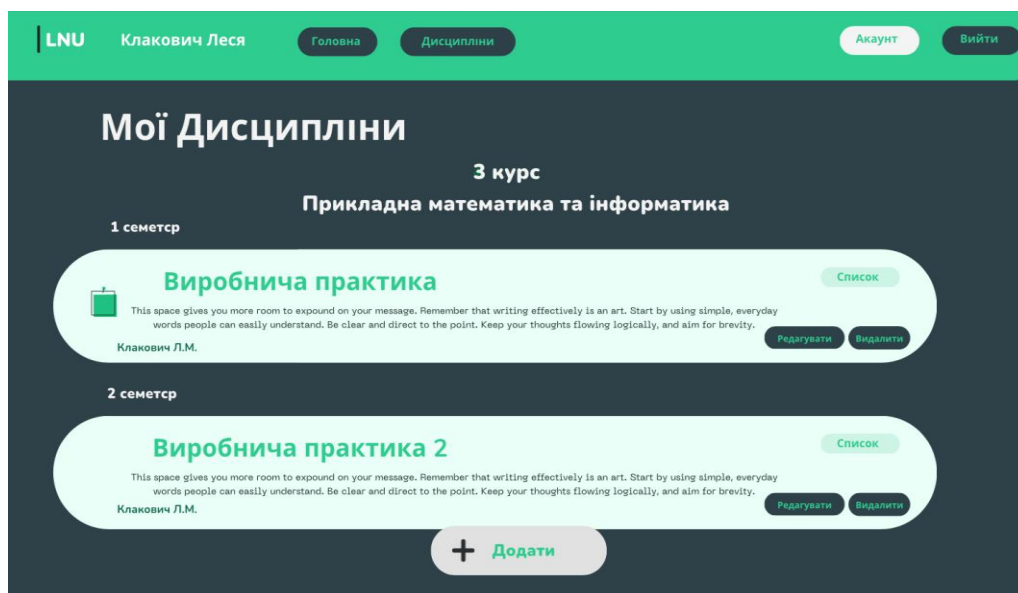 LNU Клакович Леся Головна Дисципліни Акаунт Вийти
Мої Дисципліни
3 курс
Прикладна математика та інформатика
1 семетср
Виробнича практика
Список
This space gives you more room to expound on your message. Remember that writing effectively is an art. Start by using simple, everyday
words people can easily understand. Be clear and direct to the point. Keep your thoughts flowing logically, and aim for brevity.
Редагувати Видалити
Клакович Л.М.
2 семетср
Виробнича практика 2
Список
This space gives you more room to expound on your message. Remember that writing effectively is an art. Start by using simple, everyday
words people can easily understand. Be clear and direct to the point. Keep your thoughts flowing logically, and aim for brevity.
Редагувати Видалити
Клакович Л.М.
+ Додати